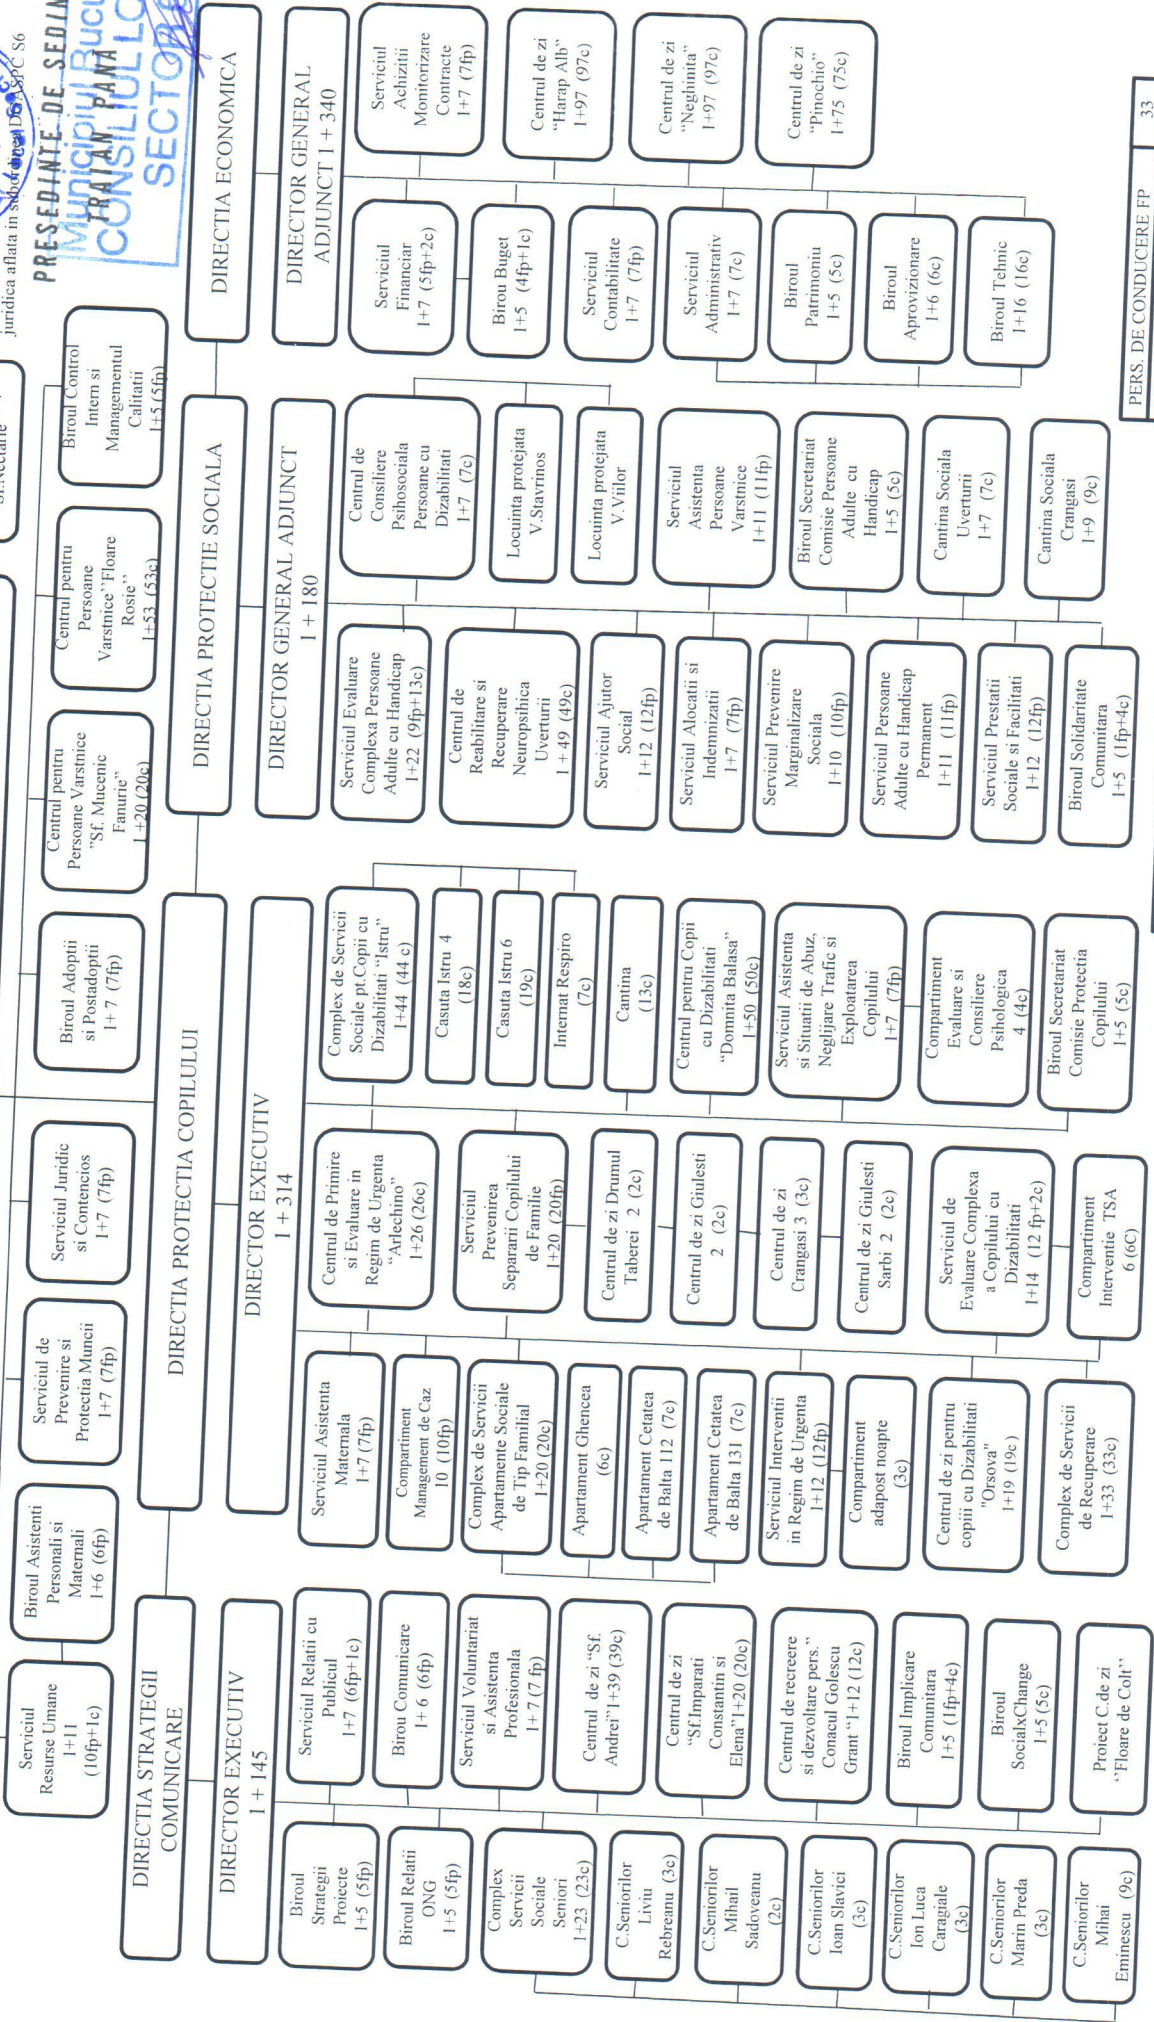 juridica aflata in subordinea DGASPC S6
PRESEDINTE DE SEDIN
TRAIAN PANA
Municipiul Bucu
CONSILIUL LO
SECTOR 6
Serviciul
Resurse Umane
1+11
(10fp+1c)
Biroul Asistenti
Personali si
Maternali
1+6 (6fp)
Serviciul de
Prevenire si
Protectia Muncii
1+7 (7fp)
Serviciul Juridic
si Contencios
1+7 (7fp)
Biroul Adoptii
si Postadoptii
1+ 7 (7fp)
Centrul pentru
Persoane Varstnice
"Sf. Mucenic
Fanurie"
1+20 (20c)
Centrul pentru
Persoane
Varstnice''Floare
Rosie''
1+53 (53c)
Biroul Control
Intern si
Managementul
Calitatii
1+5(5fp)
DIRECTIA STRATEGII
COMUNICARE
DIRECTOR EXECUTIV
1 + 145
Biroul
Strategii
Proiecte
1+5 (5fp)
Biroul Relatii
ONG
1+5 (5fp)
Complex
Servicii
Sociale
Seniori
1+23 (23c)
C.Seniorilor
Liviu
Rebreanu (3c)
C.Seniorilor
Mihail
Sadoveanu
(2c)
C.Seniorilor
Ioan Slavici
(3c)
C.Seniorilor
Ion Luca
Caragiale
(3c)
C.Seniorilor
Marin Preda
(3c)
C.Seniorilor
Mihai
Eminescu (9c)
Serviciul Relatii cu
Publicul
1+7 (6fp+1c)
Birou Comunicare
1+ 6 (6fp)
Serviciul Voluntariat
si Asistenta
Profesionala
1+ 7 (7 fp)
Centrul de zi "Sf.
Andrei"1+39 (39c)
Centrul de zi
"Sf.Imparati
Constantin si
Elena"1+20 (20c)
Centrul de recreere
si dezvoltare pers."
Conacul Golescu
Grant "1+12 (12c)
Biroul Implicare
Comunitara
1+5 (1fp+4c)
Biroul
SocialxChange
1+5 (5c)
Proiect C.de zi
''Floare de Colt''
DIRECTIA PROTECTIA COPILULUI
DIRECTOR EXECUTIV
1 + 314
Serviciul Asistenta
Maternala
1+7 (7fp)
Compartiment
Management de Caz
10 (10fp)
Complex de Servicii
Apartamente Sociale
de Tip Familial
1+20 (20c)
Apartament Ghencea
(6c)
Apartament Cetatea
de Balta 112 (7c)
Apartament Cetatea
de Balta 131 (7c)
Serviciul Interventii
in Regim de Urgenta
1+12 (12fp)
Compartiment
adapost noapte
(3c)
Centrul de zi pentru
copiii cu Dizabilitati
"Orsova"
1+19 (19c)
Complex de Servicii
de Recuperare
1+33 (33c)
Centrul de Primire
si Evaluare in
Regim de Urgenta
"Arlechino"
1+26 (26c)
Serviciul
Prevenirea
Separarii Copilului
de Familie
1+20 (20fp)
Centrul de zi Drumul
Taberei 2 (2c)
Centrul de zi Giulesti
2 (2c)
Centrul de zi
Crangasi 3 (3c)
Centrul de zi Giulesti
Sarbi 2 (2c)
Serviciul de
Evaluare Complexa
a Copilului cu
Dizabilitati
1+14 (12 fp+2c)
Compartiment
Interventie TSA
6 (6C)
Complex de Servicii
Sociale pt.Copii cu
Dizabilitati "Istru"
1+44 (44 c)
Casuta Istru 4
(18c)
Casuta Istru 6
(19c)
Internat Respiro
(7c)
Cantina
(13c)
Centrul pentru Copii
cu Dizabilitati
"Domnita Balasa"
1+50 (50c)
Serviciul Asistenta
si Situatii de Abuz,
Neglijare Trafic si
Exploatarea
Copilului
1+7 (7fp)
Compartiment
Evaluare si
Consiliere
Psihologica
4 (4c)
Biroul Secretariat
Comisie Protectia
Copilului
1+5 (5c)
DIRECTIA PROTECTIE SOCIALA
DIRECTOR GENERAL ADJUNCT
1 + 180
Serviciul Evaluare
Complexa Persoane
Adulte cu Handicap
1+22 (9fp+13c)
Centrul de
Reabilitare si
Recuperare
Neuropsihica
Uverturii
1 + 49 (49c)
Serviciul Ajutor
Social
1+12 (12fp)
Serviciul Alocatii si
Indemnizatii
1+7 (7fp)
Serviciul Prevenire
Marginalizare
Sociala
1+10 (10fp)
Serviciul Persoane
Adulte cu Handicap
Permanent
1+11 (11fp)
Serviciul Prestatii
Sociale si Facilitati
1+12 (12fp)
Biroul Solidaritate
Comunitara
1+5 (1fp+4c)
Centrul de
Consiliere
Psihosociala
Persoane cu
Dizabilitati
1+7 (7c)
Locuinta protejata
V.Stavrinos
Locuinta protejata
V.Viilor
Serviciul
Asistenta
Persoane
Varstnice
1+11 (11fp)
Biroul Secretariat
Comisie Persoane
Adulte cu
Handicap
1+5 (5c)
Cantina Sociala
Uverturii
1+7 (7c)
Cantina Sociala
Crangasi
1+9 (9c)
DIRECTIA ECONOMICA
DIRECTOR GENERAL
ADJUNCT 1 + 340
Serviciul
Financiar
1+7 (5fp+2c)
Birou Buget
1+5 (4fp+1c)
Serviciul
Contabilitate
1+7 (7fp)
Serviciul
Administrativ
1+7 (7c)
Biroul
Patrimoniu
1+5 (5c)
Biroul
Aprovizionare
1+6 (6c)
Biroul Tehnic
1+16 (16c)
Serviciul
Achizitii
Monitorizare
Contracte
1+7 (7fp)
Centrul de zi
"Harap Alb"
1+97 (97c)
Centrul de zi
"Neghinita"
1+97 (97c)
Centrul de zi
"Pinochio"
1+75 (75c)
PERS. DE CONDUCERE FP 33